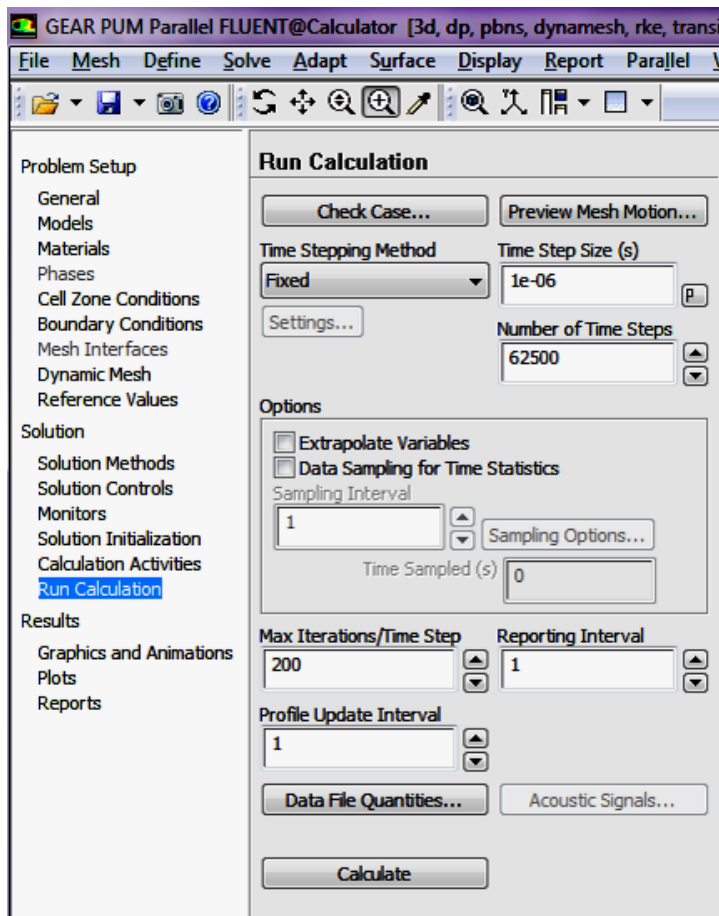 GEAR PUM Parallel FLUENT@Calculator [3d, dp, pbns, dynamesh, rke, transi
File Mesh Define Solve Adapt Surface Display Report Parallel
Problem Setup
General
Models
Materials
Phases
Cell Zone Conditions
Boundary Conditions
Mesh Interfaces
Dynamic Mesh
Reference Values
Solution
Solution Methods
Solution Controls
Monitors
Solution Initialization
Calculation Activities
Run Calculation
Results
Graphics and Animations
Plots
Reports
Run Calculation
Check Case... Preview Mesh Motion...
Time Stepping Method Time Step Size (s)
Fixed 1e-06 P
Settings... Number of Time Steps
62500
Options
Extrapolate Variables
Data Sampling for Time Statistics
Sampling Interval
1 Sampling Options...
Time Sampled (s) 0
Max Iterations/Time Step Reporting Interval
200 1
Profile Update Interval
1
Data File Quantities... Acoustic Signals...
Calculate